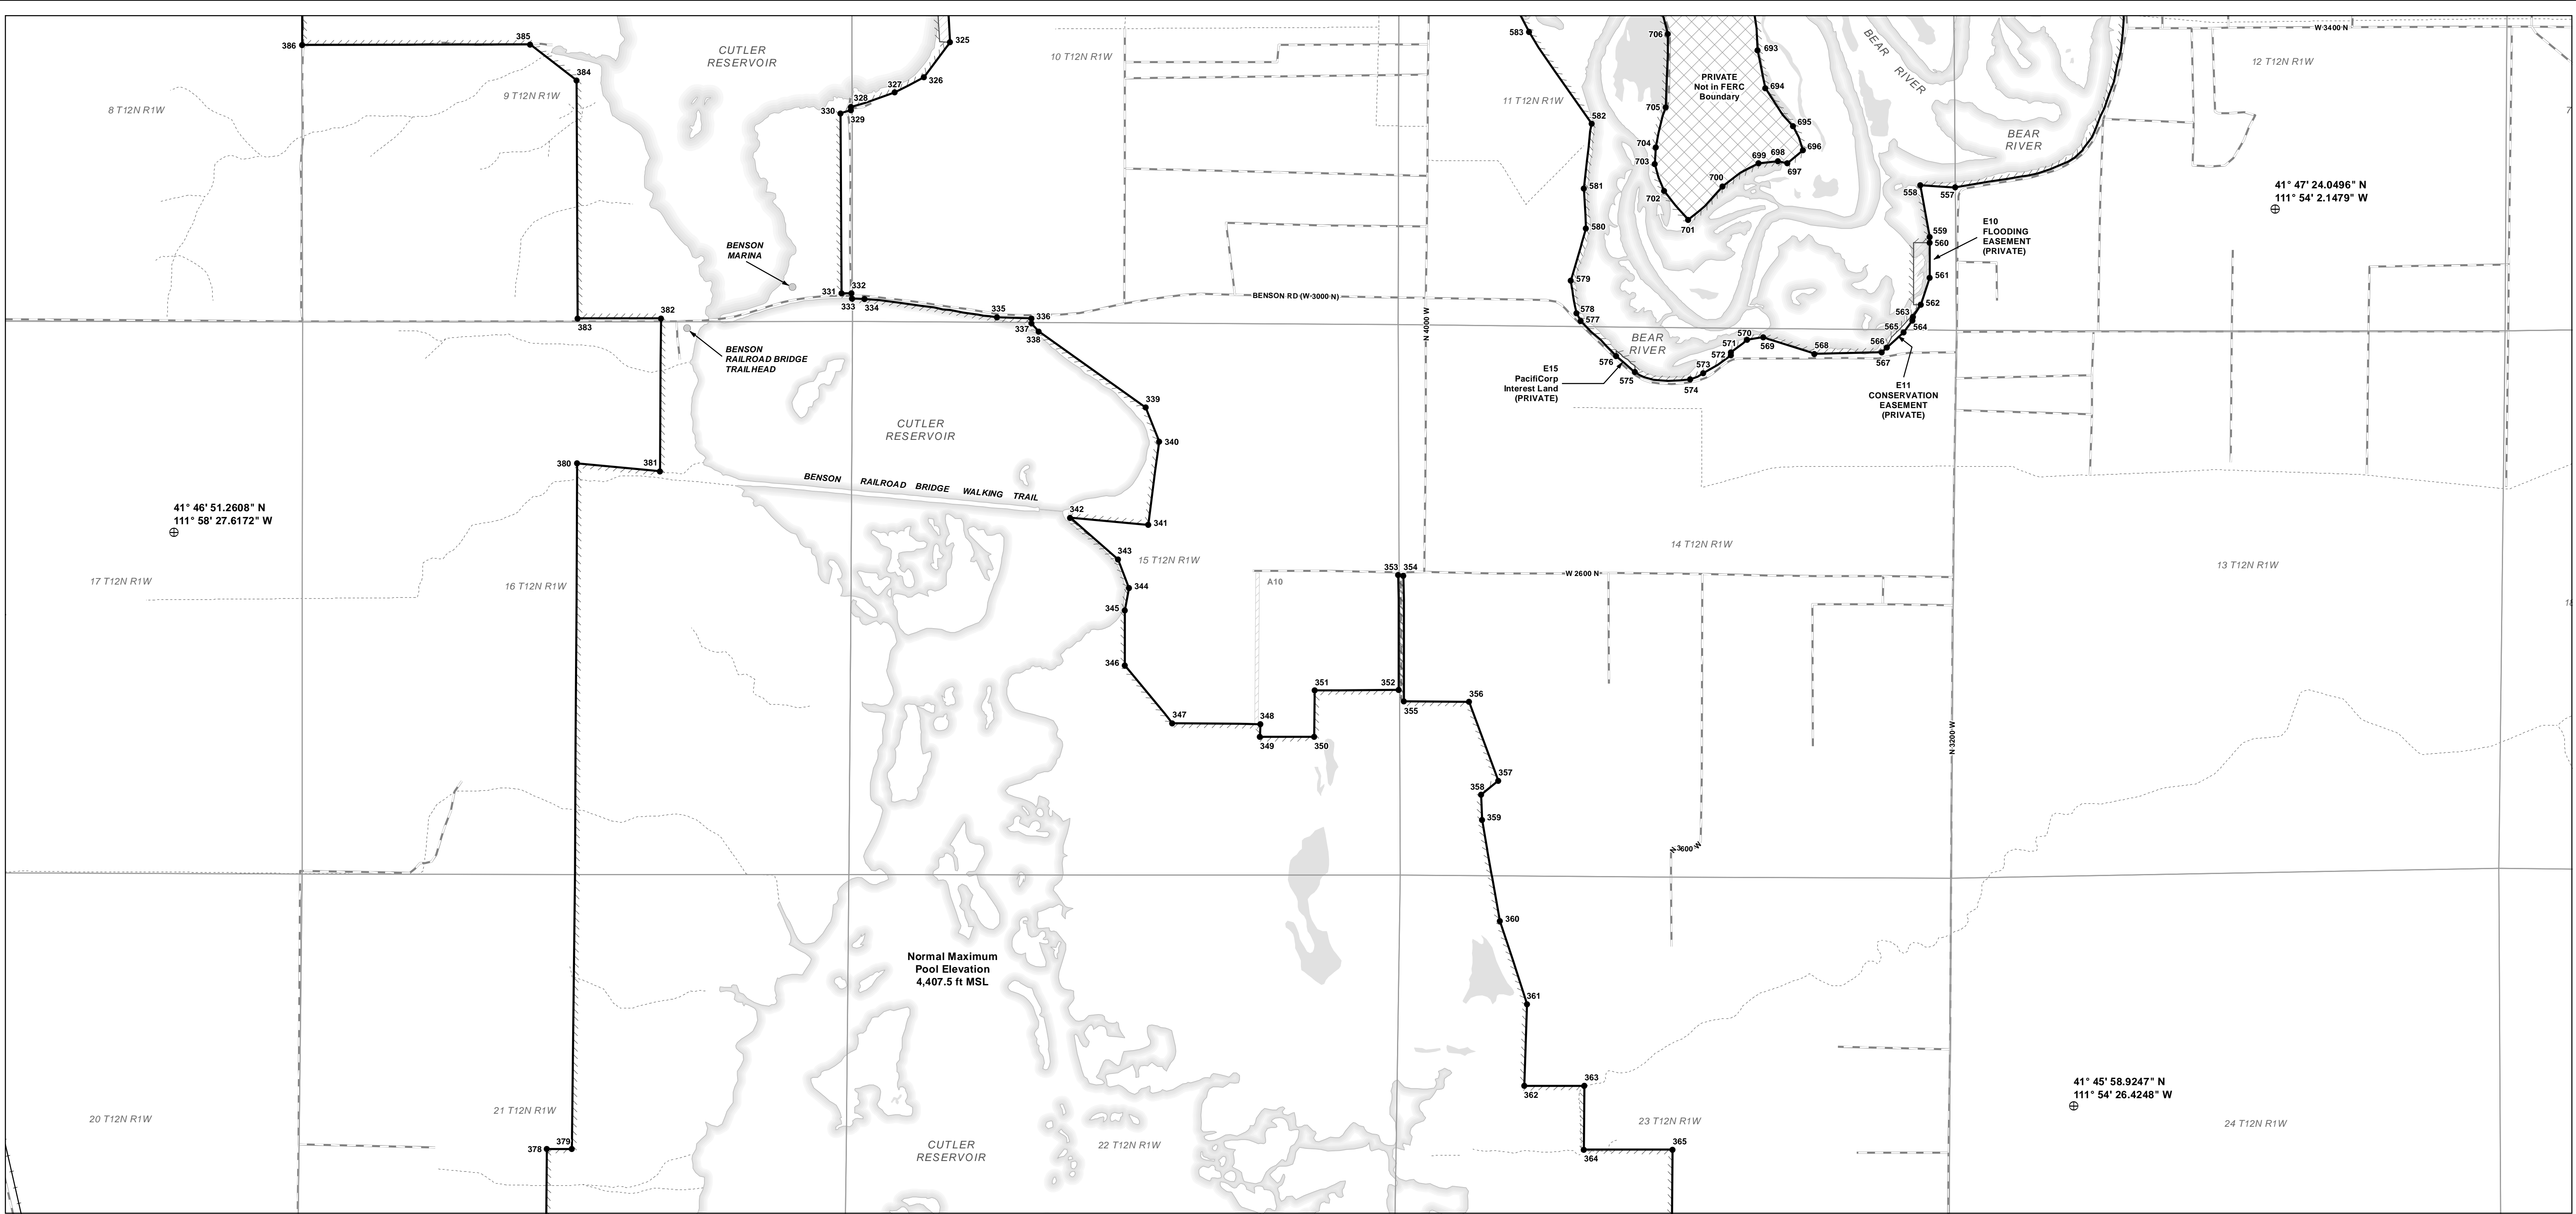 386
385
384
CUTLER
RESERVOIR
8 T12N R1W
9 T12N R1W
325
326
327
328
329
330
10 T12N R1W
583
11 T12N R1W
582
581
580
579
578
577
706
705
704
703
702
701
700
699
698
697
696
695
694
693
PRIVATE
Not in FERC
Boundary
BEAR
RIVER
BEAR
RIVER
W 3400 N
12 T12N R1W
7
558
557
559
560
561
562
563
564
565
566
567
E10
FLOODING
EASEMENT
(PRIVATE)
41° 47' 24.0496" N
111° 54' 2.1479" W
BENSON
MARINA
331
332
333
334
335
336
337
338
BENSON RD (W 3000 N)
N 4000 W
383
382
BENSON
RAILROAD BRIDGE
TRAILHEAD
BEAR
RIVER
576
575
574
573
572
571
570
569
568
E15
PacifiCorp
Interest Land
(PRIVATE)
E11
CONSERVATION
EASEMENT
(PRIVATE)
339
340
341
342
CUTLER
RESERVOIR
BENSON RAILROAD BRIDGE WALKING TRAIL
380
381
41° 46' 51.2608" N
111° 58' 27.6172" W
17 T12N R1W
16 T12N R1W
343
15 T12N R1W
344
345
346
347
348
349
350
351
352
353
354
355
356
A10
14 T12N R1W
W 2600 N
13 T12N R1W
18
N 3200 W
357
358
359
N 3600 W
360
361
362
363
364
365
Normal Maximum
Pool Elevation
4,407.5 ft MSL
41° 45' 58.9247" N
111° 54' 26.4248" W
20 T12N R1W
21 T12N R1W
378
379
CUTLER
RESERVOIR
22 T12N R1W
23 T12N R1W
24 T12N R1W